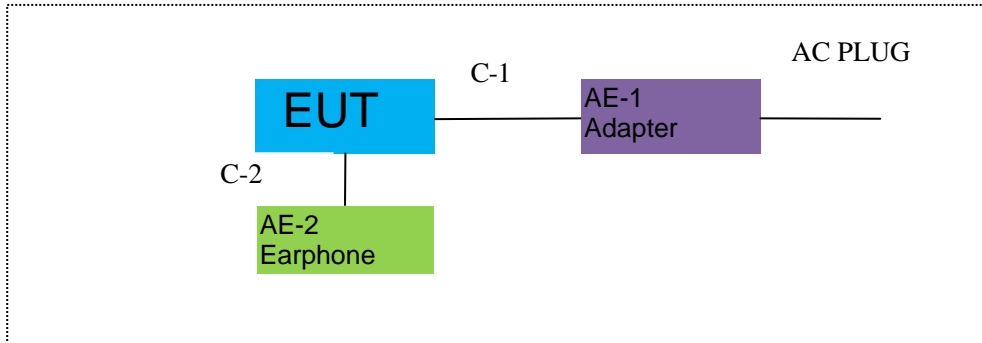 AC PLUG
C-1
EUT
AE-1
Adapter
C-2
AE-2
Earphone